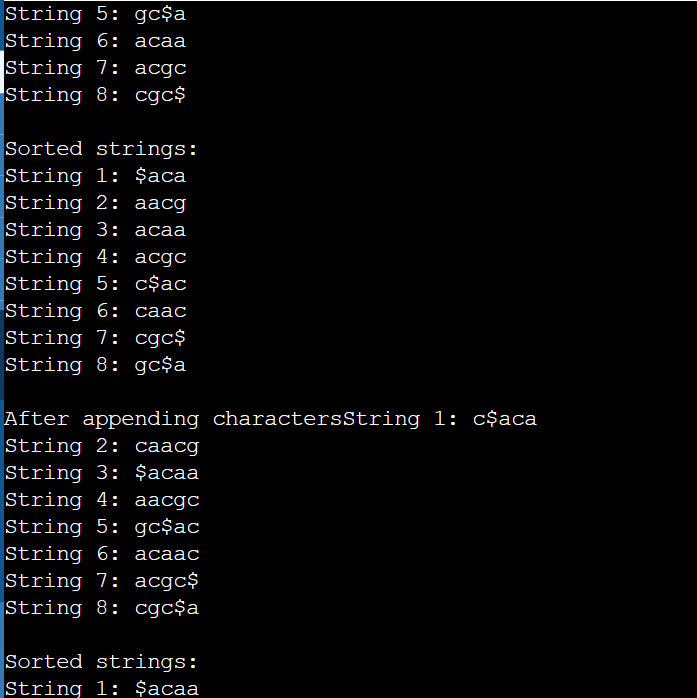 String 5: gc$a
String 6: acaa
String 7: acgc
String 8: cgc$
Sorted strings:
String 1: $aca
String 2: aacg
String 3: acaa
String 4: acgc
String 5: c$ac
String 6: caac
String 7: cgc$
String 8: gc$a
After appending charactersString 1: c$aca
String 2: caacg
String 3: $acaa
String 4: aacgc
String 5: gc$ac
String 6: acaac
String 7: acgc$
String 8: cgc$a
Sorted strings:
String 1: $acaa